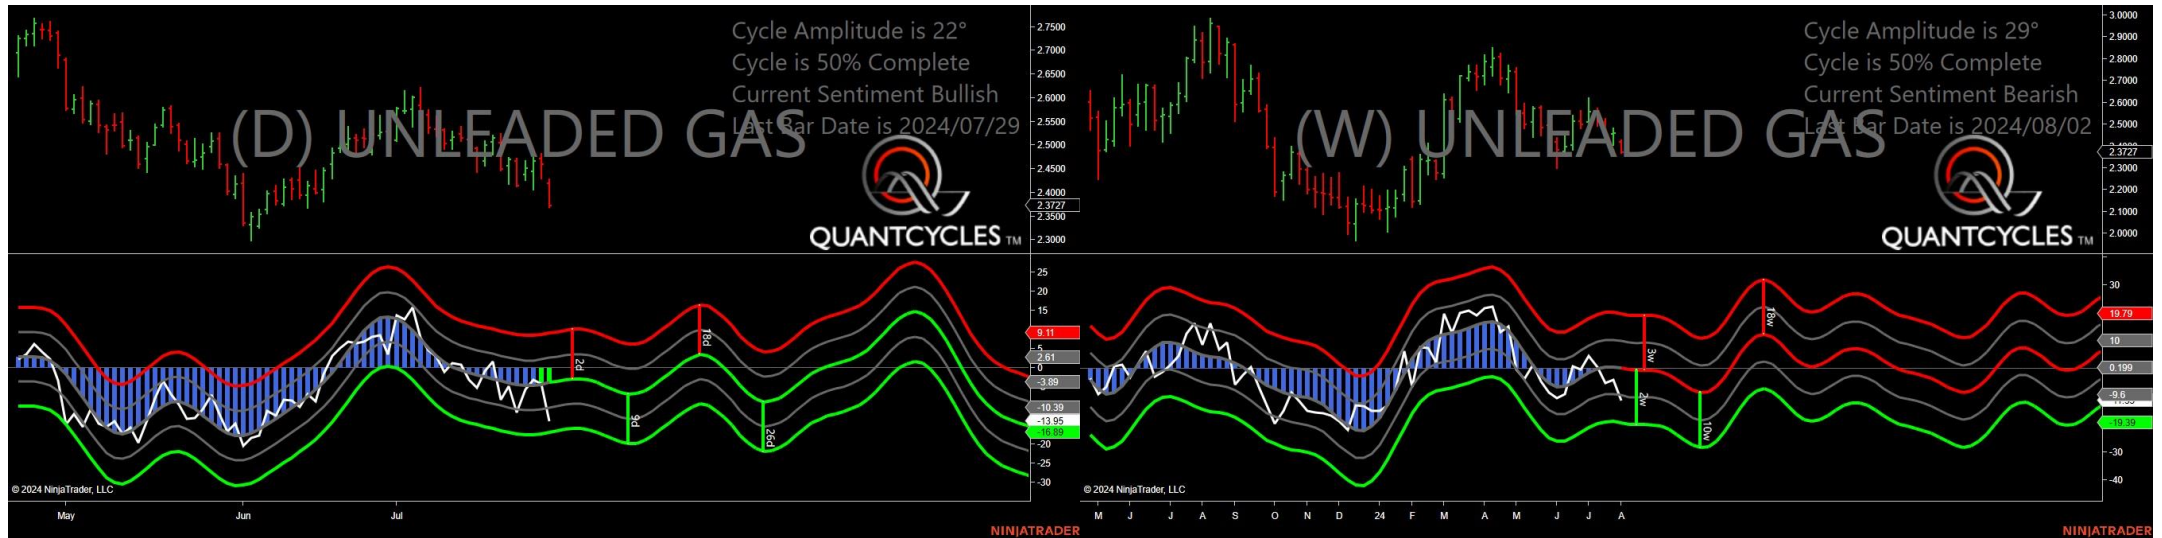 Cycle Amplitude is 22°
Cycle is 50% Complete
Current Sentiment Bullish
Last Bar Date is 2024/07/29
(D) UNLEADED GAS
QUANTCYCLES TM
2.7500
2.7000
2.6500
2.6000
2.5500
2.5000
2.4500
2.4000
2.3727
2.3500
2.3000
25
20
15
9.11
5
2.61
0
-3.89
-10.39
-13.95
-16.89
-20
-25
-30
2d
9d
18d
26d
© 2024 NinjaTrader, LLC
May
Jun
Jul
NINJATRADER
Cycle Amplitude is 29°
Cycle is 50% Complete
Current Sentiment Bearish
Last Bar Date is 2024/08/02
(W) UNLEADED GAS
QUANTCYCLES TM
3.0000
2.9000
2.8000
2.7000
2.6000
2.5000
2.3727
2.3000
2.2000
2.1000
2.0000
30
19.79
10
0.199
-9.6
-19.39
-30
-40
3w
2w
10w
18w
© 2024 NinjaTrader, LLC
M J J A S O N D 24 F M A M J J A
NINJATRADER